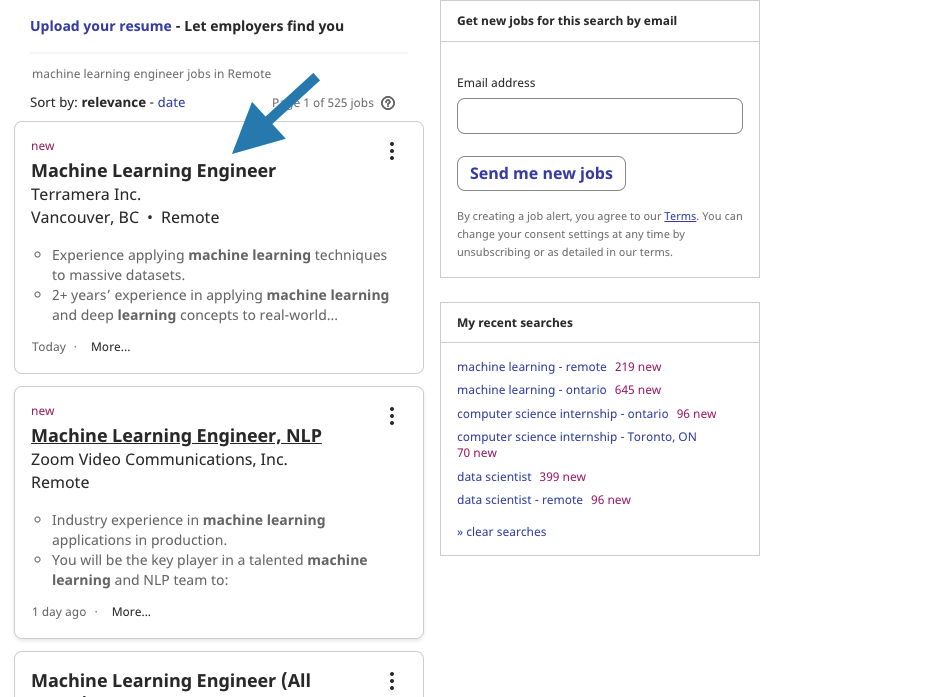 Upload your resume - Let employers find you
machine learning engineer jobs in Remote
Sort by: relevance - date
Page 1 of 525 jobs
new
Machine Learning Engineer
Terramera Inc.
Vancouver, BC • Remote
Experience applying machine learning techniques
to massive datasets.
2+ years’ experience in applying machine learning
and deep learning concepts to real-world...
Today · More...
new
Machine Learning Engineer, NLP
Zoom Video Communications, Inc.
Remote
Industry experience in machine learning
applications in production.
You will be the key player in a talented machine
learning and NLP team to:
1 day ago · More...
Machine Learning Engineer (All
Get new jobs for this search by email
Email address
Send me new jobs
By creating a job alert, you agree to our Terms. You can
change your consent settings at any time by
unsubscribing or as detailed in our terms.
My recent searches
machine learning - remote 219 new
machine learning - ontario 645 new
computer science internship - ontario 96 new
computer science internship - Toronto, ON
70 new
data scientist 399 new
data scientist - remote 96 new
» clear searches